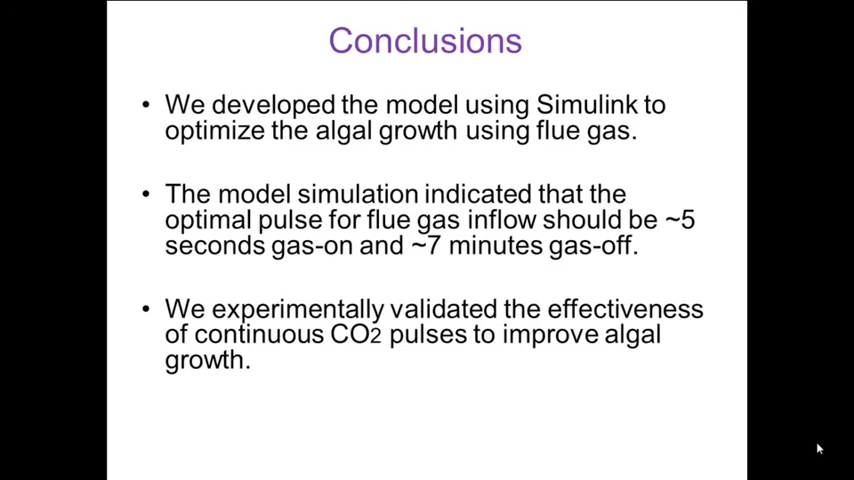 Conclusions
• We developed the model using Simulink to
optimize the algal growth using flue gas.
• The model simulation indicated that the
optimal pulse for flue gas inflow should be ~5
seconds gas-on and ~7 minutes gas-off.
• We experimentally validated the effectiveness
of continuous CO2 pulses to improve algal
growth.